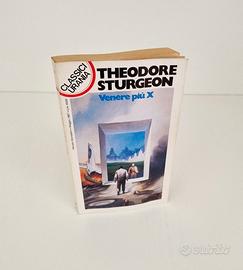 CLASSICI
URANIA
THEODORE
STURGEON
Venere più X
subito